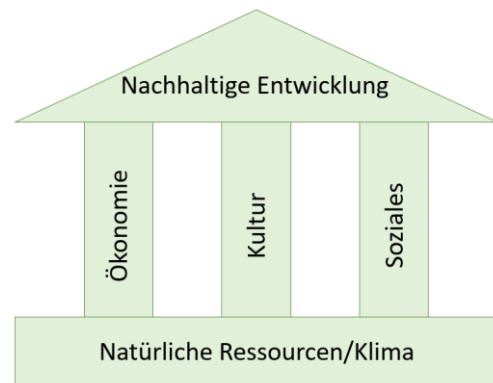 Nachhaltige Entwicklung
Ökonomie
Kultur
Soziales
Natürliche Ressourcen/Klima